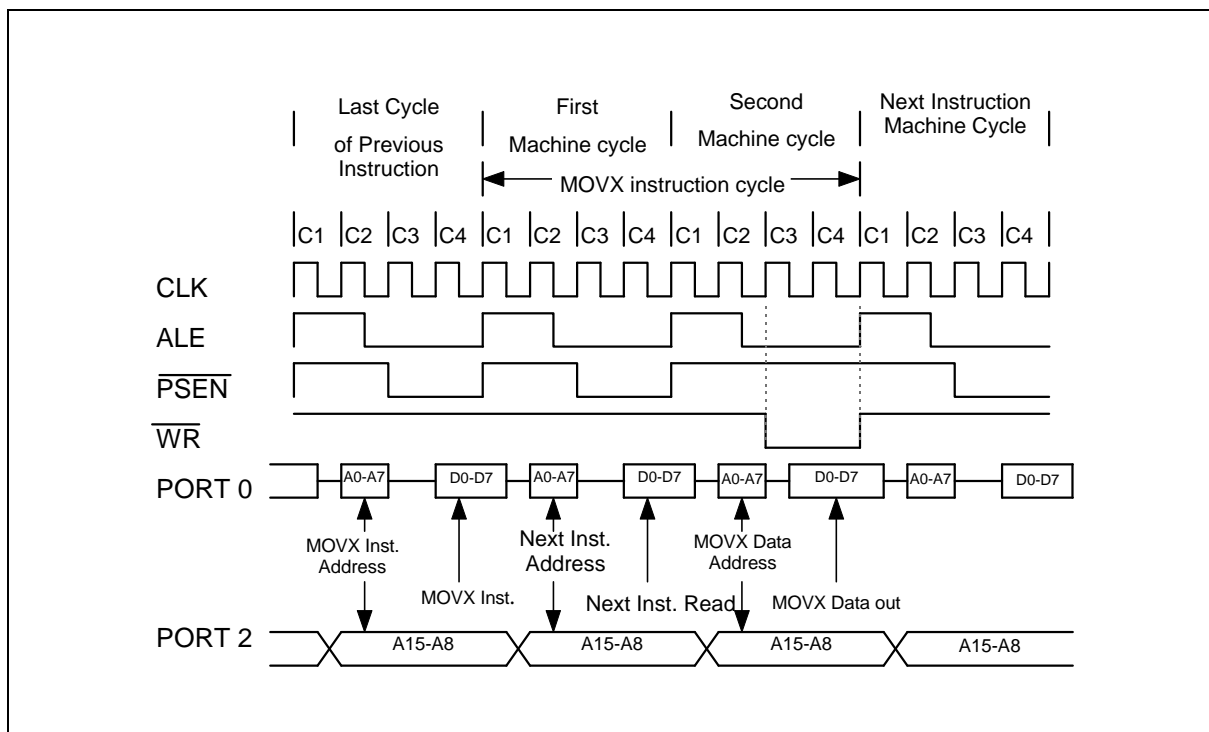 Last Cycle
of Previous
Instruction
First
Machine cycle
Second
Machine cycle
Next Instruction
Machine Cycle
MOVX instruction cycle
C1 C2 C3 C4 C1 C2 C3 C4 C1 C2 C3 C4 C1 C2 C3 C4
CLK
ALE
PSEN
WR
PORT 0
A0-A7 D0-D7 A0-A7 D0-D7 A0-A7 D0-D7 A0-A7 D0-D7
MOVX Inst.
Address
MOVX Inst.
Next Inst.
Address
Next Inst. Read
MOVX Data
Address
MOVX Data out
PORT 2
A15-A8 A15-A8 A15-A8 A15-A8